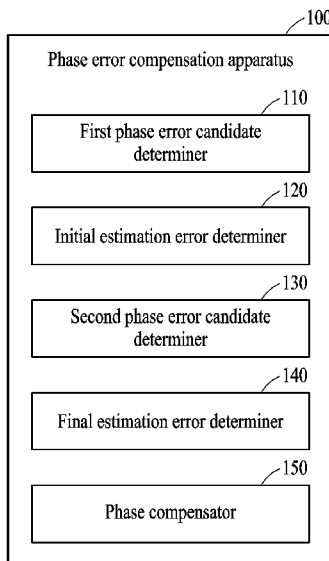 100
Phase error compensation apparatus
110
First phase error candidate
determiner
120
Initial estimation error determiner
130
Second phase error candidate
determiner
140
Final estimation error determiner
150
Phase compensator